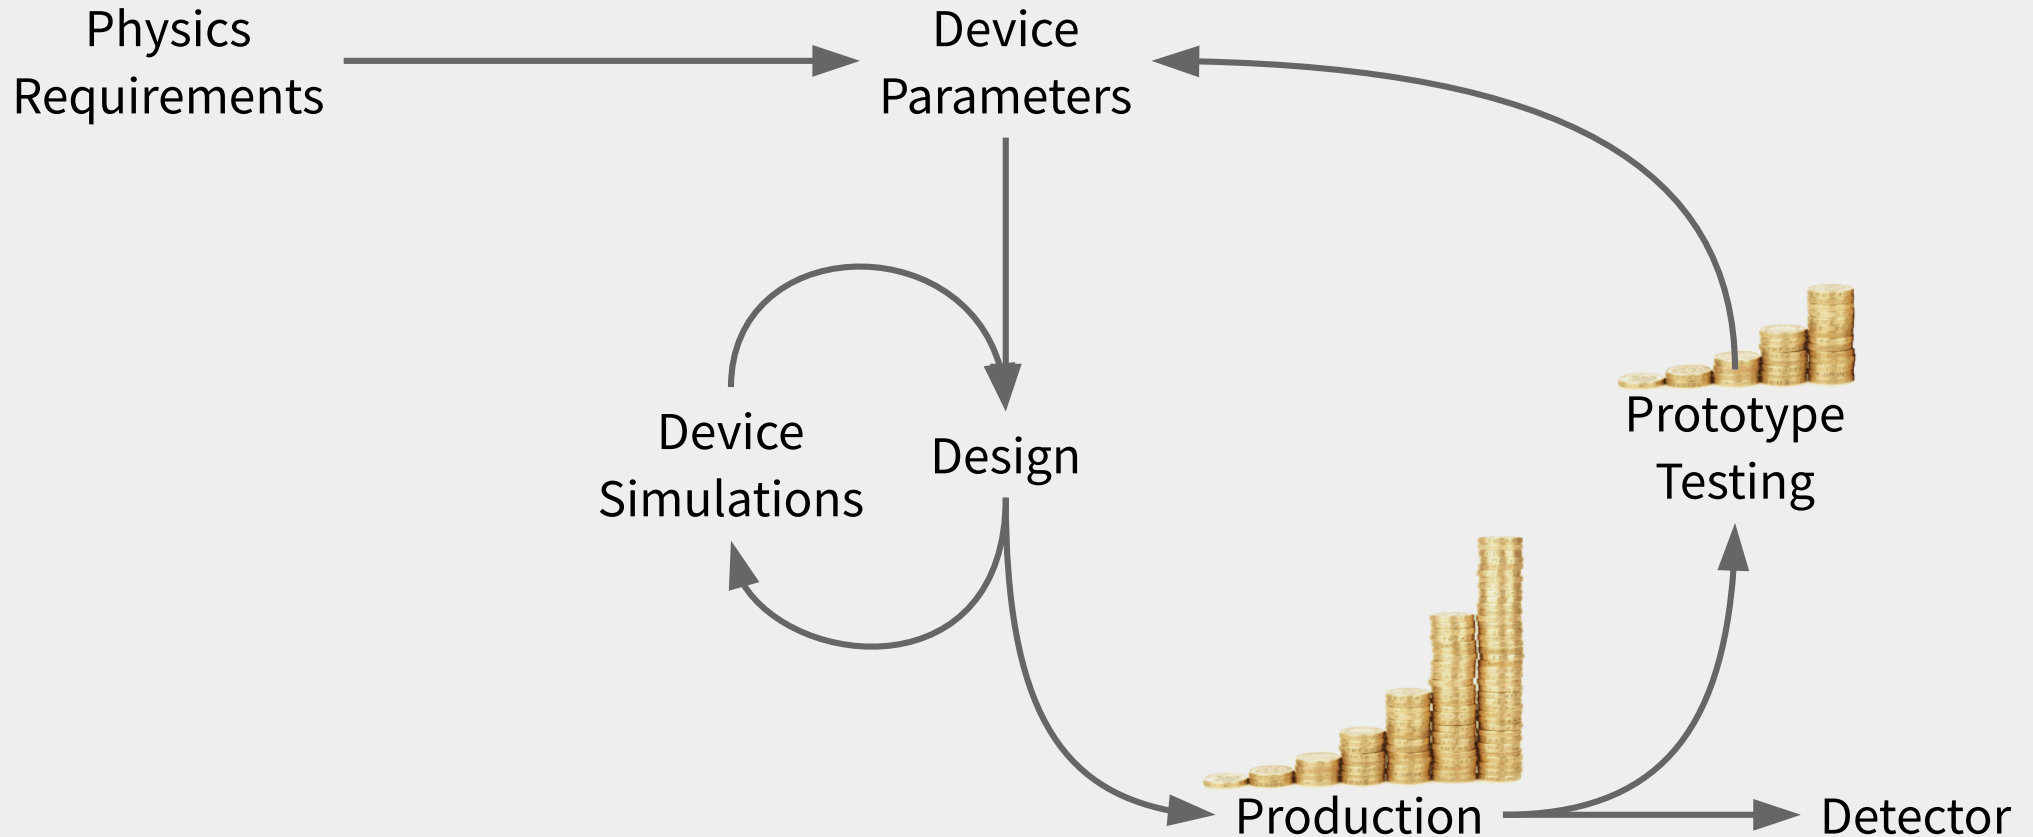 Physics
Requirements
Device
Parameters
Device
Simulations
Design
Prototype
Testing
Production
Detector